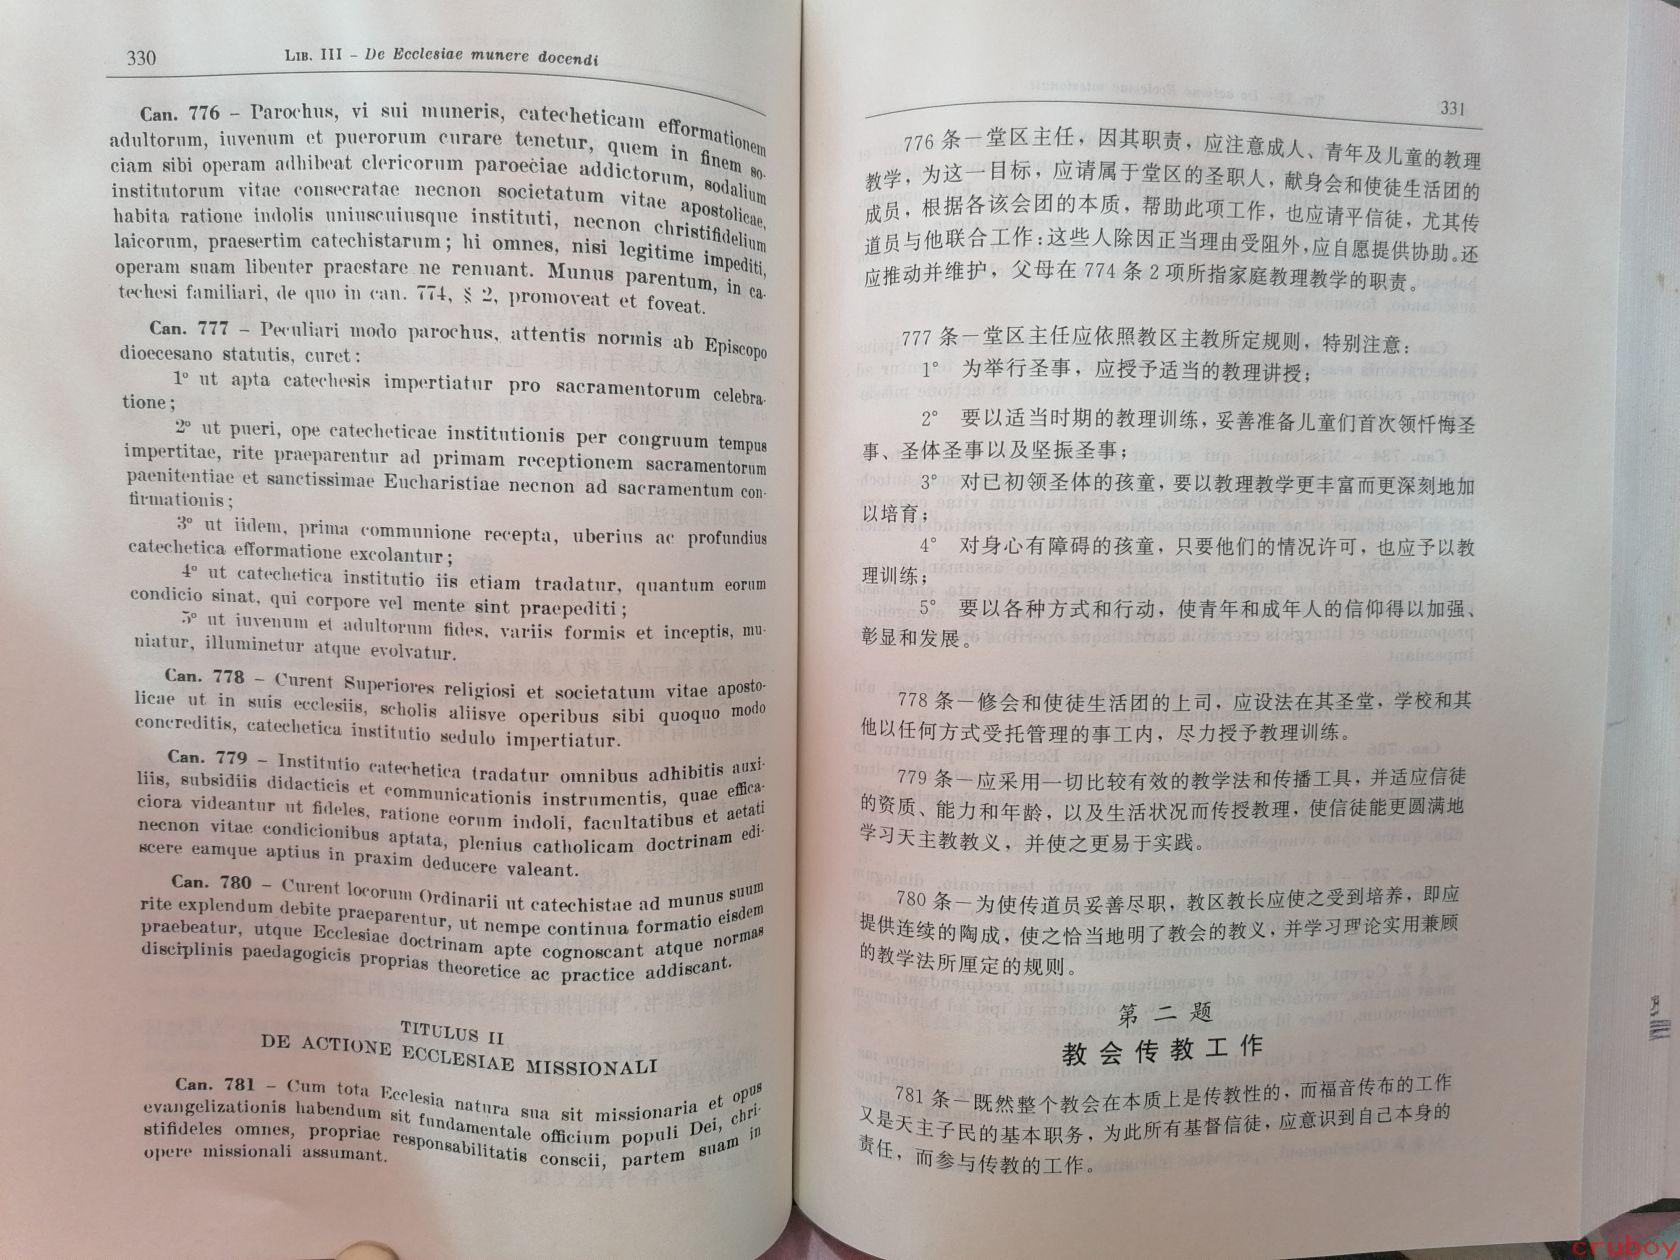 330
LIB. III – De Ecclesiae munere docendi
Can. 776 – Parochus, vi sui muneris, catecheticam efformationem
adultorum, iuvenum et puerorum curare tenetur, quem in finem so-
ciam sibi operam adhibeat clericorum paroeciae addictorum, sodalium
institutorum vitae consecratae necnon societatum vitae apostolicae,
habita ratione indolis uniuscuiusque instituti, necnon christifidelium
laicorum, praesertim catechistarum; hi omnes, nisi legitime impediti,
operam suam libenter praestare ne renuant. Munus parentum, in ca-
techesi familiari, de quo in can. 774, § 2, promoveat et foveat.
Can. 777 – Peculiari modo parochus, attentis normis ab Episcopo
dioecesano statutis, curet:
1° ut apta catechesis impertiatur pro sacramentorum celebra-
tione;
2° ut pueri, ope catecheticae institutionis per congruum tempus
impertitae, rite praeparentur ad primam receptionem sacramentorum
paenitentiae et sanctissimae Eucharistiae necnon ad sacramentum con-
firmationis;
3° ut iidem, prima communione recepta, uberius ac profundius
catechetica efformatione excolantur;
4° ut catechetica institutio iis etiam tradatur, quantum eorum
condicio sinat, qui corpore vel mente sint praepediti;
5° ut iuvenum et adultorum fides, variis formis et inceptis, mu-
niatur, illuminetur atque evolvatur.
Can. 778 – Curent Superiores religiosi et societatum vitae aposto-
licae ut in suis ecclesiis, scholis aliisve operibus sibi quoquo modo
concreditis, catechetica institutio sedulo impertiatur.
Can. 779 – Institutio catechetica tradatur omnibus adhibitis auxi-
liis, subsidiis didacticis et communicationis instrumentis, quae effica-
ciora videantur ut fideles, ratione eorum indoli, facultatibus et aetati
necnon vitae condicionibus aptata, plenius catholicam doctrinam edi-
scere eamque aptius in praxim deducere valeant.
Can. 780 – Curent locorum Ordinarii ut catechistae ad munus suum
rite explendum debite praeparentur, ut nempe continua formatio eisdem
praebeatur, utque Ecclesiae doctrinam apte cognoscant atque normas
disciplinis paedagogicis proprias theoretice ac practice addiscant.
TITULUS II
DE ACTIONE ECCLESIAE MISSIONALI
Can. 781 – Cum tota Ecclesia natura sua sit missionaria et opus
evangelizationis habendum sit fundamentale officium populi Dei, chri-
stifideles omnes, propriae responsabilitatis conscii, partem suam in
opere missionali assumant.
331
776 条—堂区主任，因其职责，应注意成人、青年及儿童的教理
教学，为这一目标，应请属于堂区的圣职人，献身会和使徒生活团的
成员，根据各该会团的本质，帮助此项工作，也应请平信徒，尤其传
道员与他联合工作：这些人除因正当理由受阻外，应自愿提供协助。还
应推动并维护，父母在 774 条 2 项所指家庭教理教学的职责。
777 条—堂区主任应依照教区主教所定规则，特别注意：
1° 为举行圣事，应授予适当的教理讲授；
2° 要以适当时期的教理训练，妥善准备儿童们首次领忏悔圣
事、圣体圣事以及坚振圣事；
3° 对已初领圣体的孩童，要以教理教学更丰富而更深刻地加
以培育；
4° 对身心有障碍的孩童，只要他们的情况许可，也应予以教
理训练；
5° 要以各种方式和行动，使青年和成年人的信仰得以加强、
彰显和发展。
778 条—修会和使徒生活团的上司，应设法在其圣堂，学校和其
他以任何方式受托管理的事工内，尽力授予教理训练。
779 条—应采用一切比较有效的教学法和传播工具，并适应信徒
的资质、能力和年龄，以及生活状况而传授教理，使信徒能更圆满地
学习天主教教义，并使之更易于实践。
780 条—为使传道员妥善尽职，教区教长应使之受到培养，即应
提供连续的陶成，使之恰当地明了教会的教义，并学习理论实用兼顾
的教学法所厘定的规则。
第二题
教会传教工作
781 条—既然整个教会在本质上是传教性的，而福音传布的工作
又是天主子民的基本职务，为此所有基督信徒，应意识到自己本身的
责任，而参与传教的工作。
cruboy